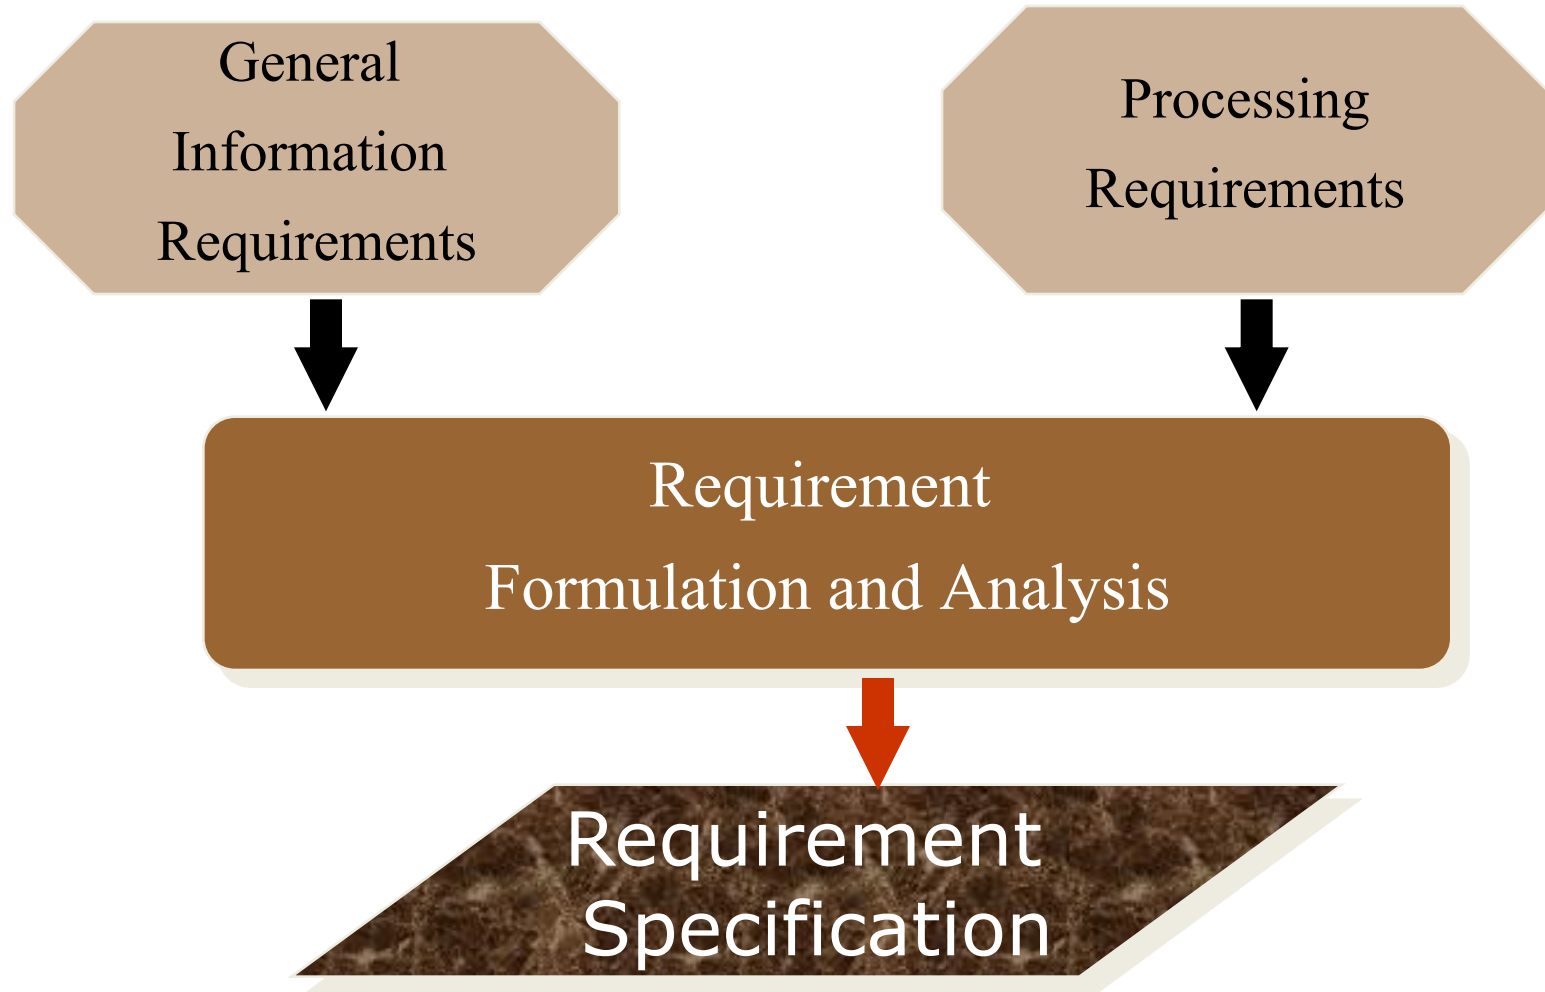 General
Information
Requirements
Processing
Requirements
Requirement
Formulation and Analysis
Requirement
Specification